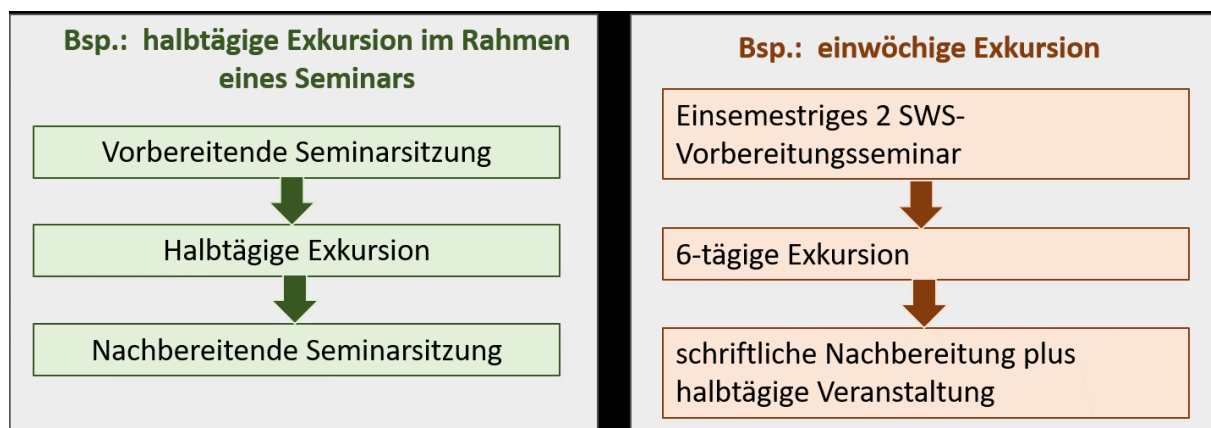 Bsp.: halbtägige Exkursion im Rahmen
eines Seminars
Vorbereitende Seminarsitzung
Halbtägige Exkursion
Nachbereitende Seminarsitzung
Bsp.: einwöchige Exkursion
Einsemestriges 2 SWS-
Vorbereitungsseminar
6-tägige Exkursion
schriftliche Nachbereitung plus
halbtägige Veranstaltung